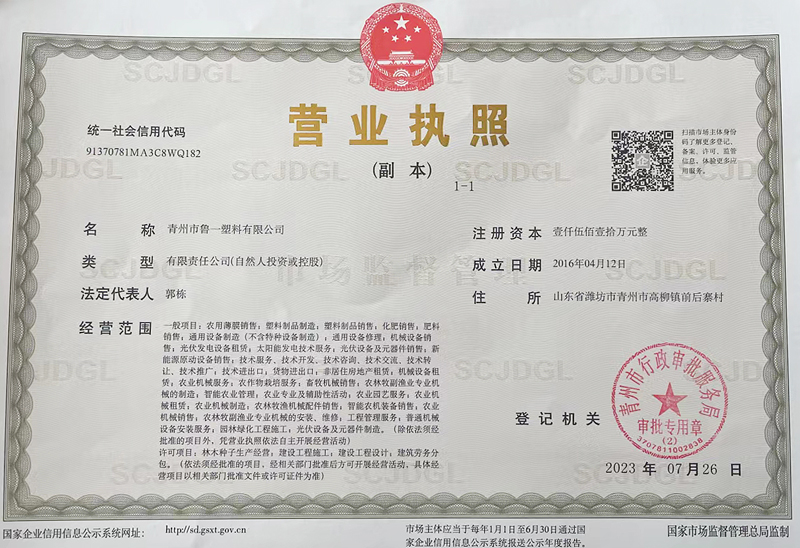 营业执照
(副 本)
1-1
统一社会信用代码
91370781MA3C8WQ182
扫描市场主体身份
码了解更多登记、
备案、许可、监管
信息,体验更多应
用服务。
名 称 青州市鲁一塑料有限公司
类 型 有限责任公司(自然人投资或控股)
法定代表人 郭栋
经营范围 一般项目:农用薄膜销售;塑料制品制造;塑料制品销售;化肥销售;肥料
销售;通用设备制造(不含特种设备制造);通用设备修理;机械设备销
售;光伏发电设备租赁;太阳能发电技术服务;光伏设备及元器件销售;新
能源原动设备销售;技术服务、技术开发、技术咨询、技术交流、技术转
让、技术推广;技术进出口;货物进出口;非居住房地产租赁;机械设备租
赁;农业机械服务;农作物栽培服务;畜牧机械销售;农林牧副渔业专业机
械的制造;智能农业管理;农业专业及辅助性活动;农业园艺服务;农业机
械租赁;农业机械制造;农林牧渔机械配件销售;智能农机装备销售;农业
机械销售;农林牧副渔业专业机械的安装、维修;工程管理服务;普通机械
设备安装服务;园林绿化工程施工;光伏设备及元器件制造。(除依法须经
批准的项目外,凭营业执照依法自主开展经营活动)
许可项目:林木种子生产经营;建设工程施工;建设工程设计;建筑劳务分
包。(依法须经批准的项目,经相关部门批准后方可开展经营活动,具体经
营项目以相关部门批准文件或许可证件为准)
注册资本 壹仟伍佰壹拾万元整
成立日期 2016年04月12日
住 所 山东省潍坊市青州市高柳镇前后寨村
登记机关
青州市行政审批服务局
审批专用章
(2)
3707811002838
2023 年 07 月 26 日
SCJDGL
SCJDGL
SCJDGL
SCJDGL
SCJDGL
SCJDGL
市场监督管理
国家企业信用信息公示系统网址: http://sd.gsxt.gov.cn
市场主体应当于每年1月1日至6月30日通过国
家企业信用信息公示系统报送公示年度报告。
国家市场监督管理总局监制